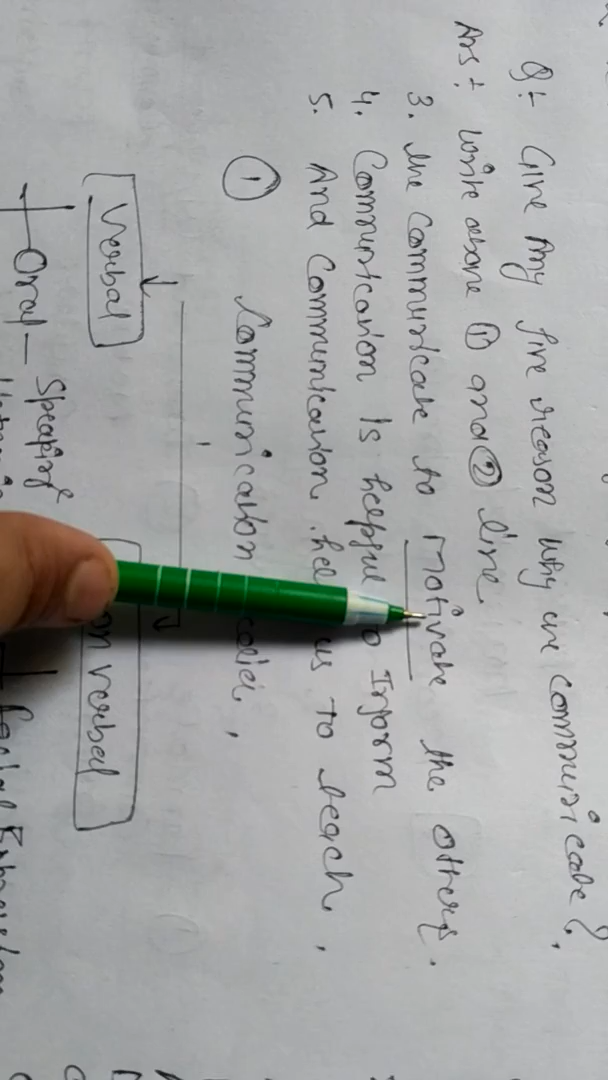 Q:- Give Any five reason Why we communicate?.
Ans:- Write above ① and ② line.
3. We Communicate to Motivate the others.
4. Communication Is helpful to Inform
5. And Communication. us to teach.,
① Communication
Verbal
on verbal
Oral - Speaking